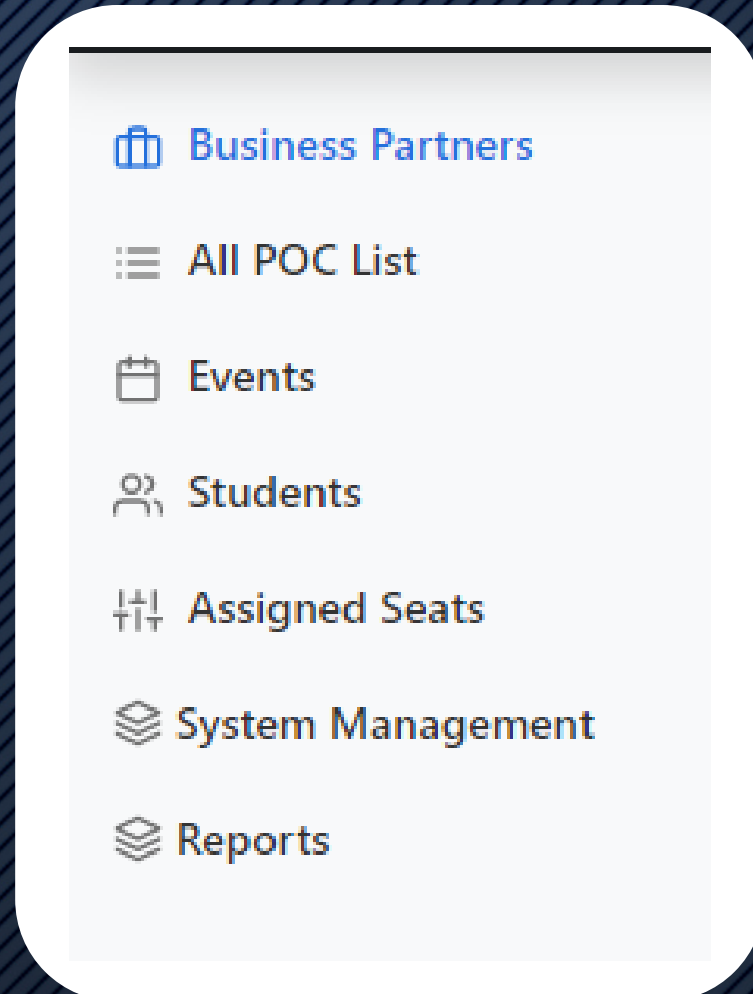 Business Partners
All POC List
Events
Students
Assigned Seats
System Management
Reports